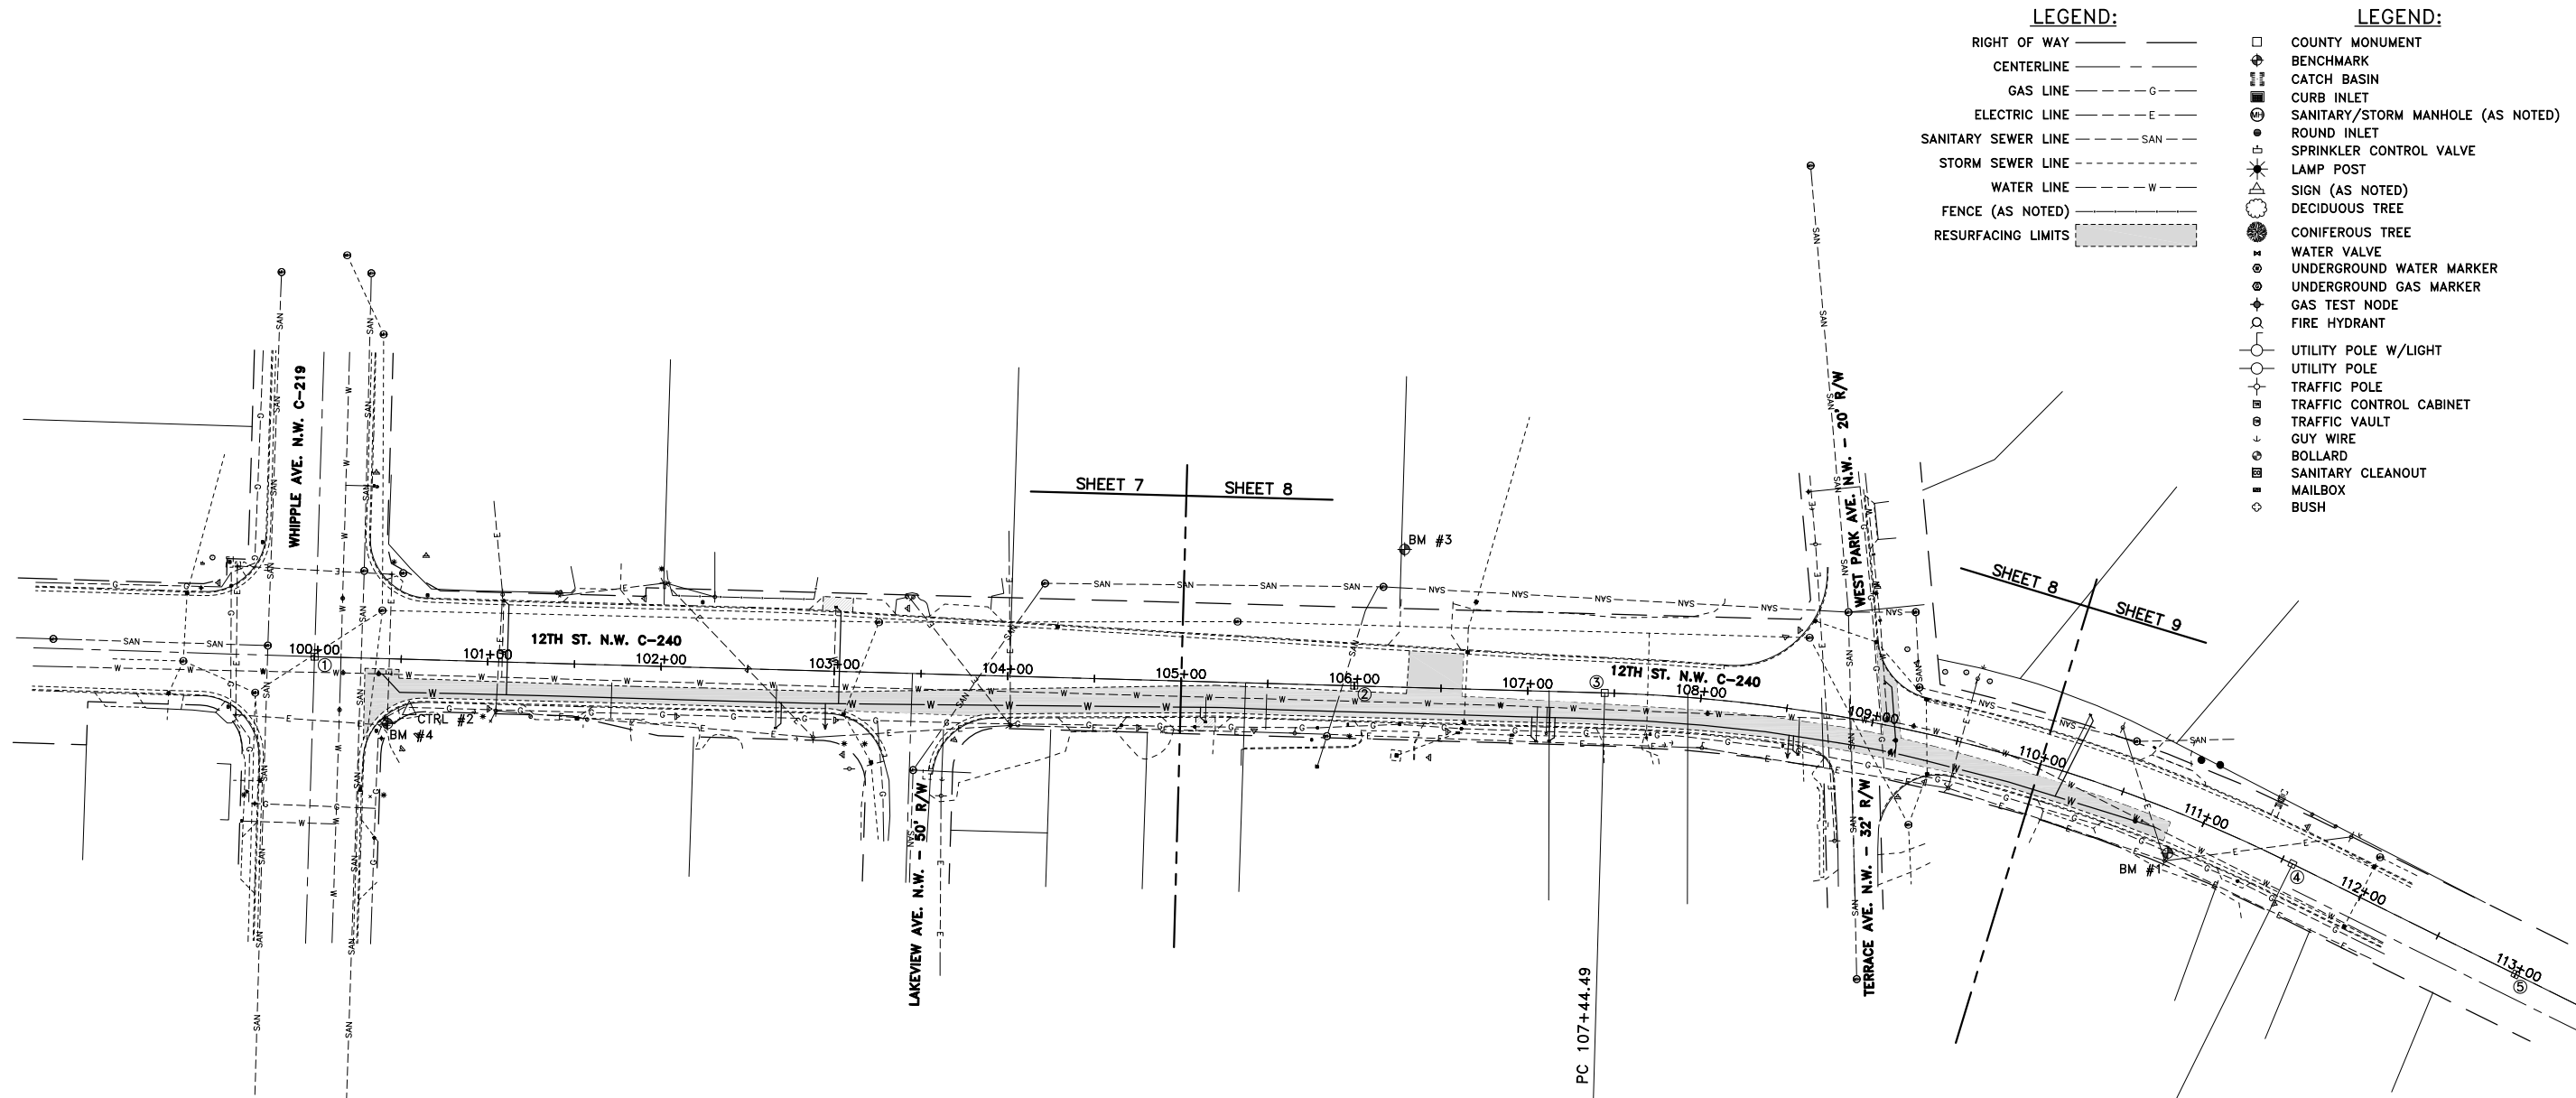 LEGEND:
RIGHT OF WAY
CENTERLINE
GAS LINE G
ELECTRIC LINE E
SANITARY SEWER LINE SAN
STORM SEWER LINE
WATER LINE W
FENCE (AS NOTED)
RESURFACING LIMITS
LEGEND:
COUNTY MONUMENT
BENCHMARK
CATCH BASIN
CURB INLET
MH SANITARY/STORM MANHOLE (AS NOTED)
ROUND INLET
SPRINKLER CONTROL VALVE
LAMP POST
SIGN (AS NOTED)
DECIDUOUS TREE
CONIFEROUS TREE
WATER VALVE
UNDERGROUND WATER MARKER
UNDERGROUND GAS MARKER
GAS TEST NODE
FIRE HYDRANT
UTILITY POLE W/LIGHT
UTILITY POLE
TRAFFIC POLE
TRAFFIC CONTROL CABINET
TRAFFIC VAULT
GUY WIRE
BOLLARD
SANITARY CLEANOUT
MAILBOX
BUSH
WHIPPLE AVE. N.W. C-219
12TH ST. N.W. C-240
SHEET 7
SHEET 8
BM #3
WEST PARK AVE. N.W. - 20' R/W
SHEET 8
SHEET 9
100+00
①
101+00
102+00
103+00
104+00
105+00
106+00
②
107+00
③
12TH ST. N.W. C-240
108+00
109+00
110+00
111+00
④
112+00
113+00
⑤
CTRL #2
BM #4
BM #1
LAKEVIEW AVE. N.W. - 50' R/W
TERRACE AVE. N.W. - 32' R/W
PC 107+44.49